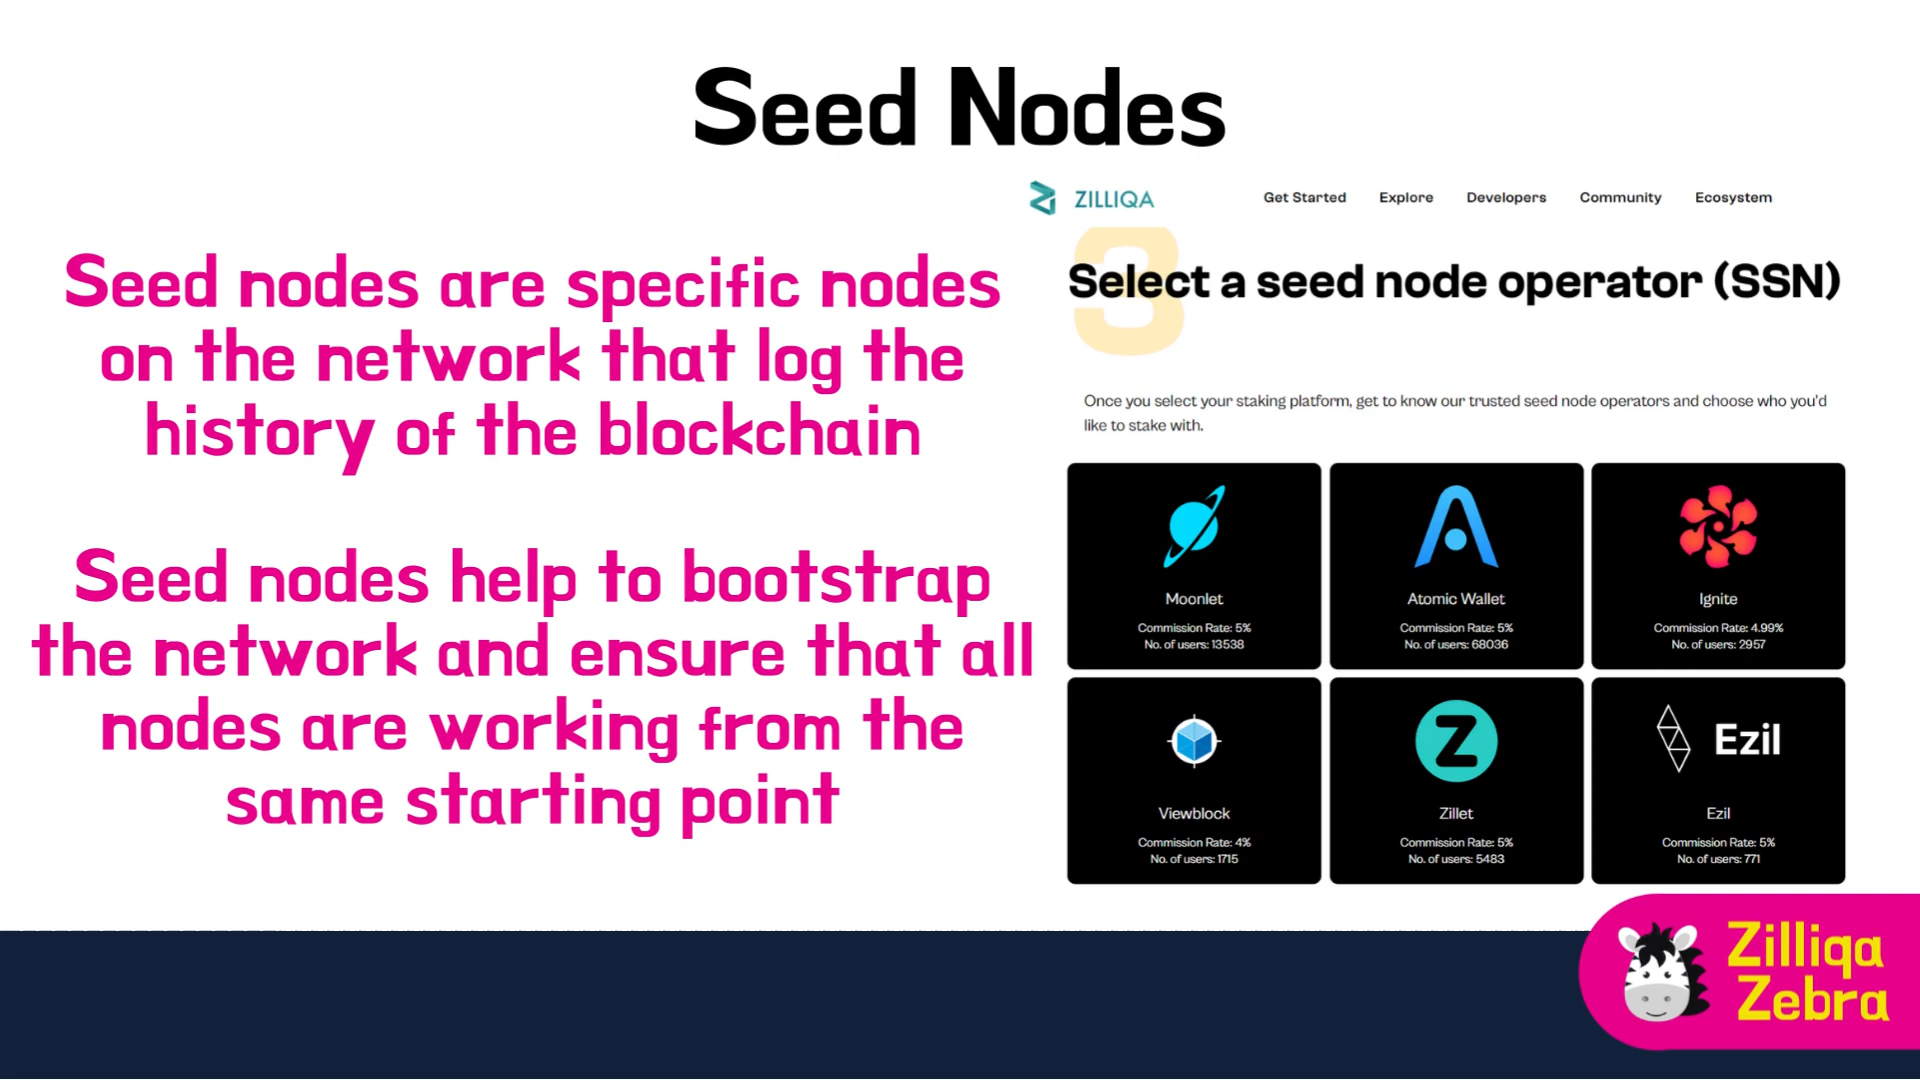 Seed Nodes
Seed nodes are specific nodes
on the network that log the
history of the blockchain
Seed nodes help to bootstrap
the network and ensure that all
nodes are working from the
same starting point
ZILLIQA
Get Started Explore Developers Community Ecosystem
3
Select a seed node operator (SSN)
Once you select your staking platform, get to know our trusted seed node operators and choose who you'd
like to stake with.
Moonlet
Commission Rate: 5%
No. of users: 13538
Atomic Wallet
Commission Rate: 5%
No. of users: 68036
Ignite
Commission Rate: 4.99%
No. of users: 2957
Viewblock
Commission Rate: 4%
No. of users: 1715
Z
Zillet
Commission Rate: 5%
No. of users: 5483
Ezil
Ezil
Commission Rate: 5%
No. of users: 771
Zilliqa
Zebra